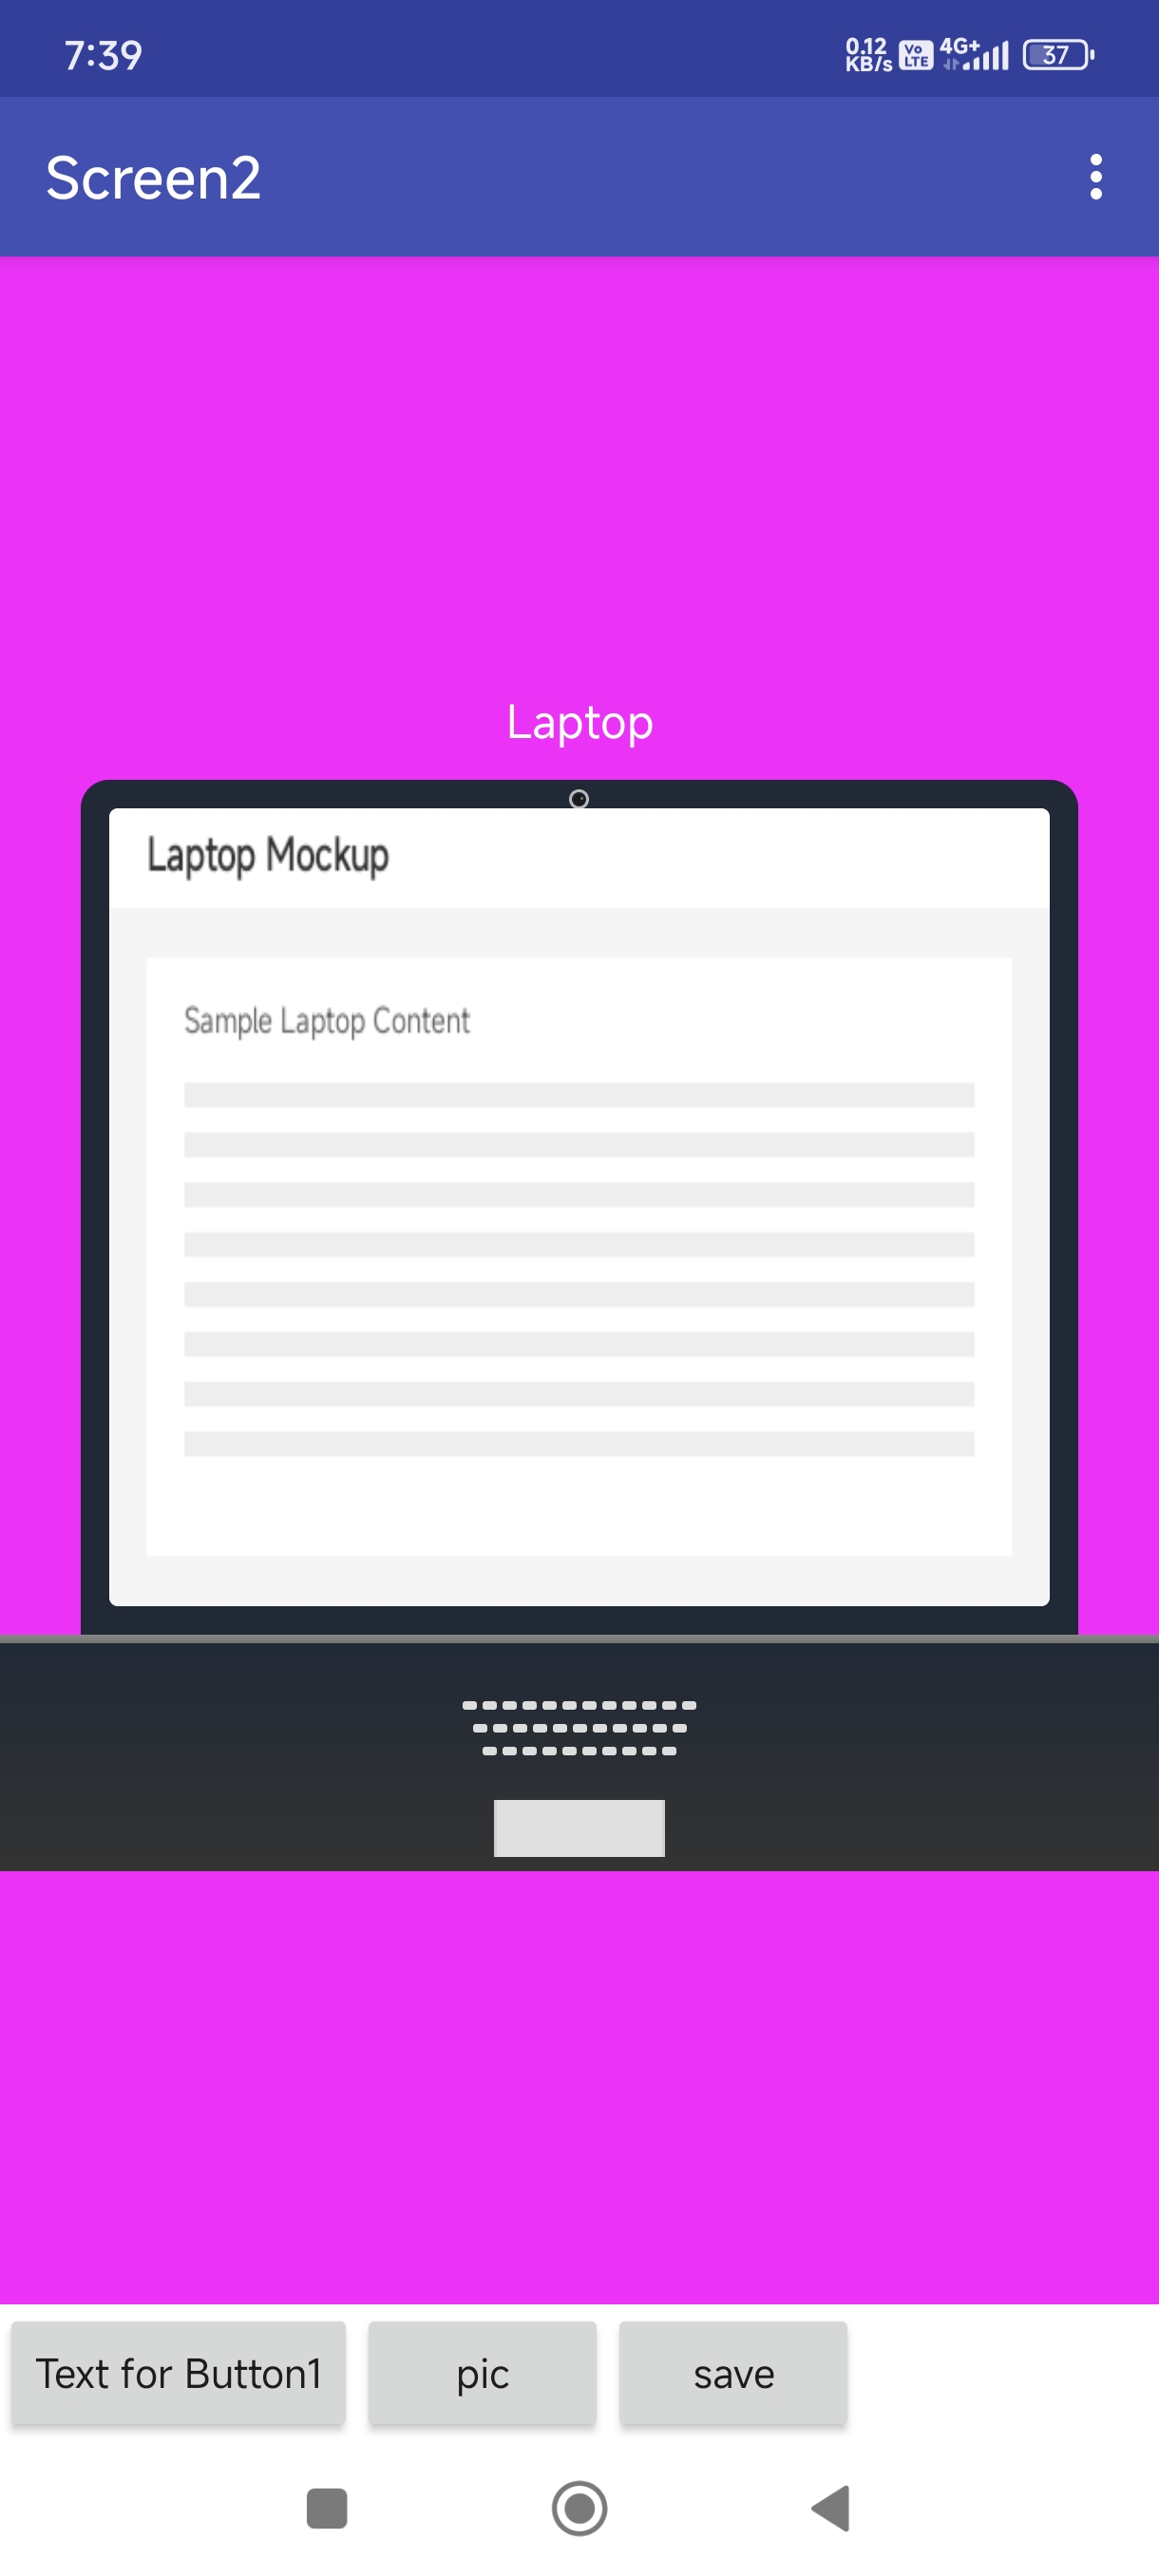 7:39
0.12 KB/s Vo LTE 4G+ 37
Screen2
Laptop
Laptop Mockup
Sample Laptop Content
Text for Button1 pic save